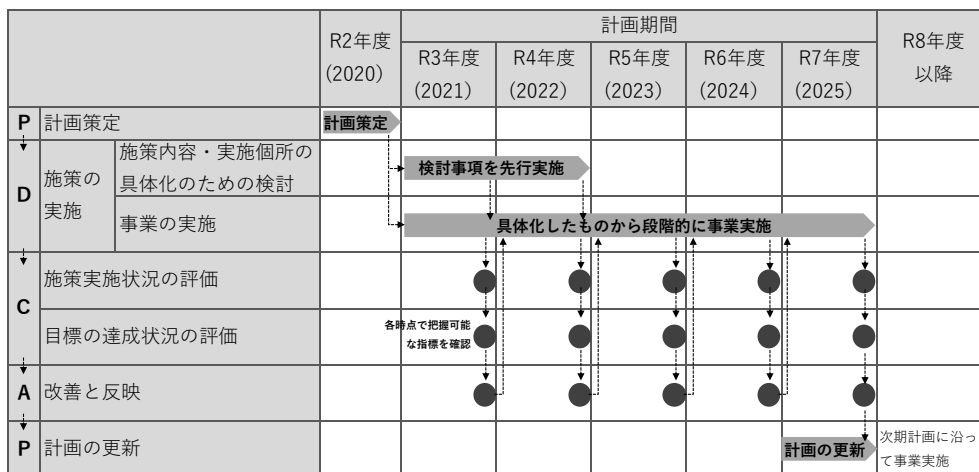 計画期間
R2年度
(2020)
R3年度
(2021)
R4年度
(2022)
R5年度
(2023)
R6年度
(2024)
R7年度
(2025)
R8年度
以降
P 計画策定
計画策定
D
施策の
実施
施策内容・実施個所の
具体化のための検討
検討事項を先行実施
事業の実施
具体化したものから段階的に事業実施
C
施策実施状況の評価
目標の達成状況の評価
各時点で把握可能
な指標を確認
A 改善と反映
P 計画の更新
計画の更新
次期計画に沿っ
て事業実施